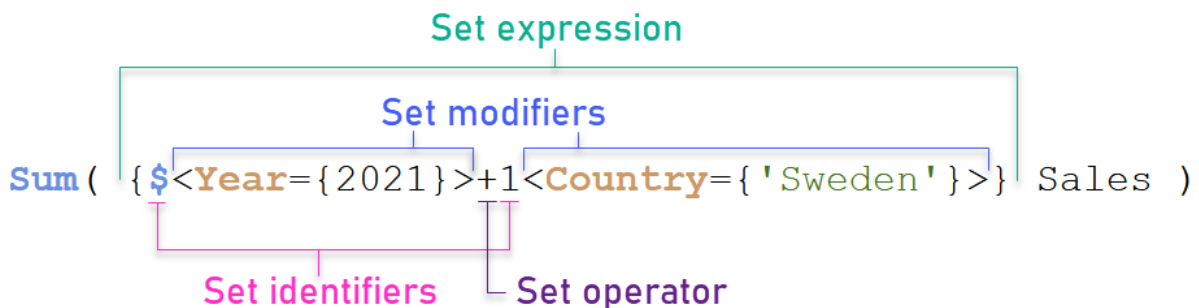 Set expression
Set modifiers
Sum( {$<Year={2021}>+1<Country={'Sweden'}>} Sales )
Set identifiers
Set operator